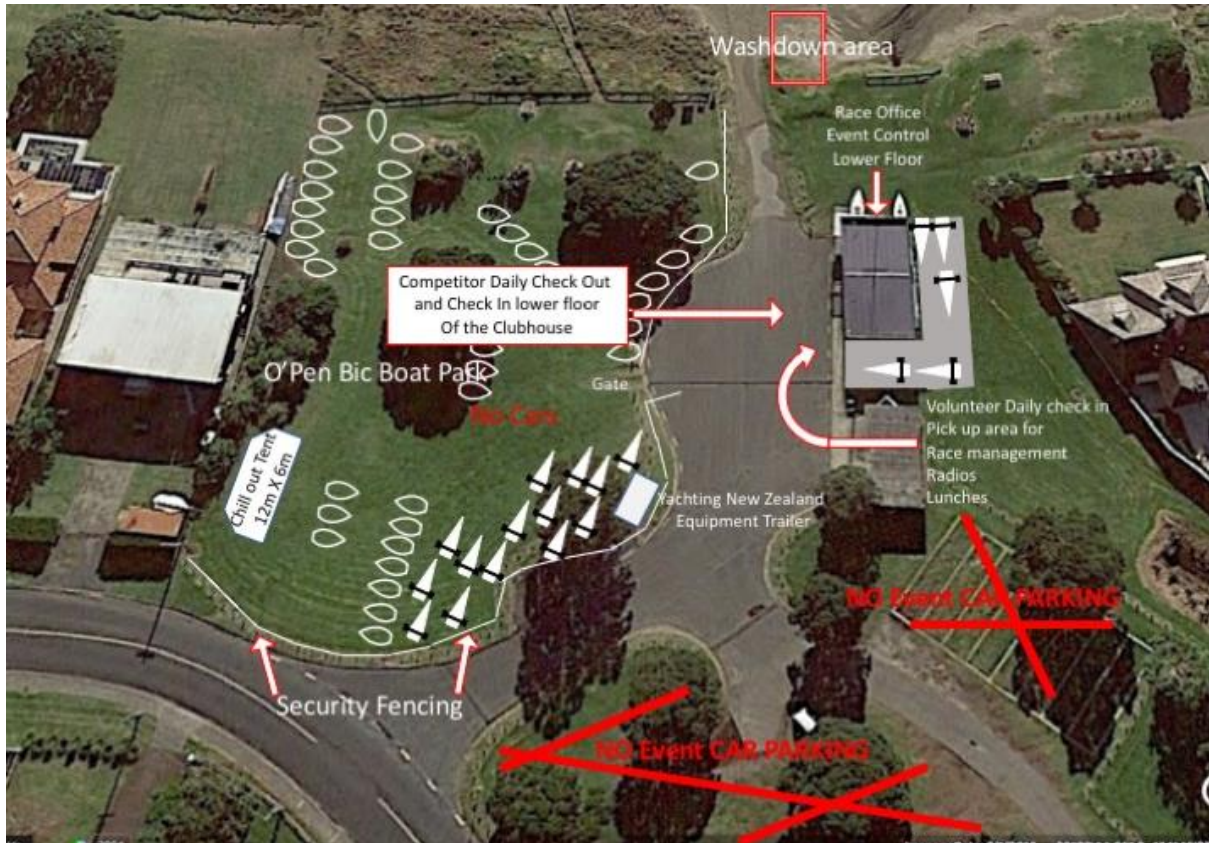 Washdown area
Race Office
Event Control
Lower Floor
Competitor Daily Check Out
and Check In lower floor
Of the Clubhouse
O'Pen Bic Boat Park
Gate
No Cars
Volunteer Daily check in
Pick up area for
Race management
Radios
Lunches
Chill out Tent
12m X 6m
Yachting New Zealand
Equipment Trailer
NO Event CAR PARKING
Security Fencing
NO Event CAR PARKING